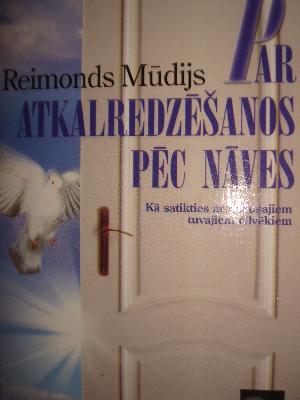 Reimonds Mūdijs
PAR
ATKALREDZĒŠANOS
PĒC NĀVES
Kā satikties ar
tuvajiem cilvēkiem